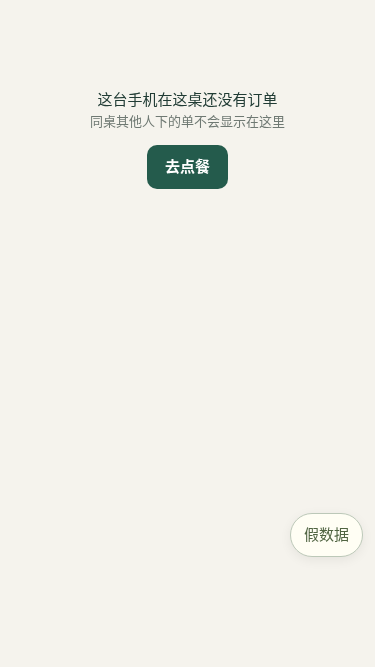 这台手机在这桌还没有订单
同桌其他人下的单不会显示在这里
去点餐
假数据